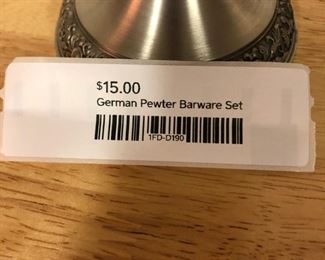 $15.00
German Pewter Barware Set
1FD-D190